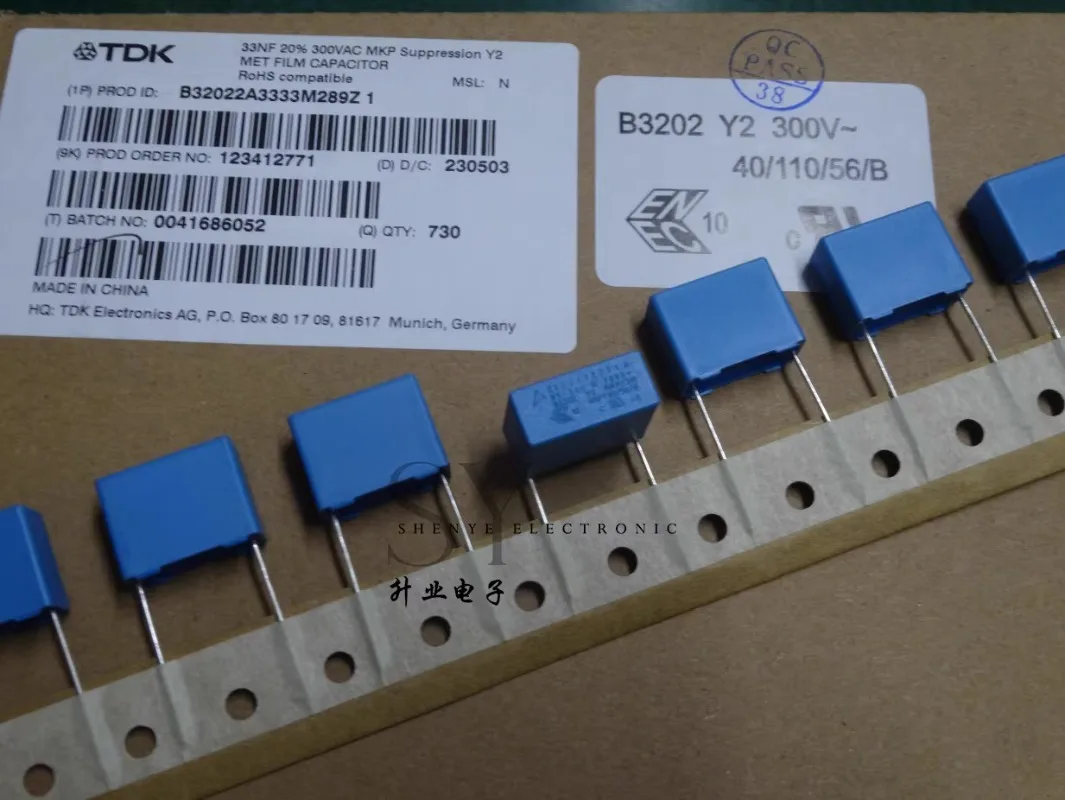 TDK
33NF 20% 300VAC MKP Suppression Y2
MET FILM CAPACITOR
RoHS compatible
MSL: N
(1P) PROD ID: B32022A3333M289Z 1
(9K) PROD ORDER NO: 123412771 (D) D/C: 230503
(T) BATCH NO: 0041686052 (Q) QTY: 730
MADE IN CHINA
HQ: TDK Electronics AG, P.O. Box 80 17 09, 81617 Munich, Germany
QC
PASS
38
B3202 Y2 300V~
40/110/56/B
ENEC 10
SY
SHENYE ELECTRONIC
升业电子